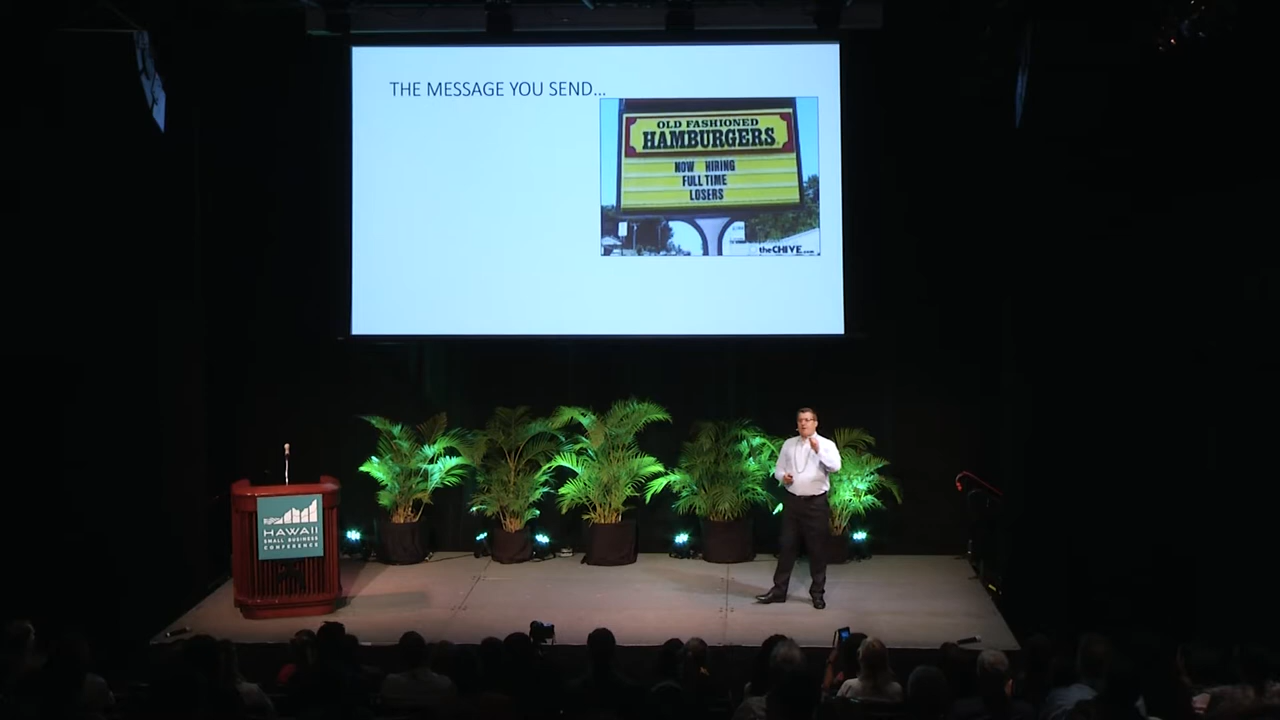 THE MESSAGE YOU SEND...
OLD FASHIONED
HAMBURGERS
NOW HIRING
FULL TIME
LOSERS
theCHIVE.com
HAWAII
SMALL BUSINESS
CONFERENCE